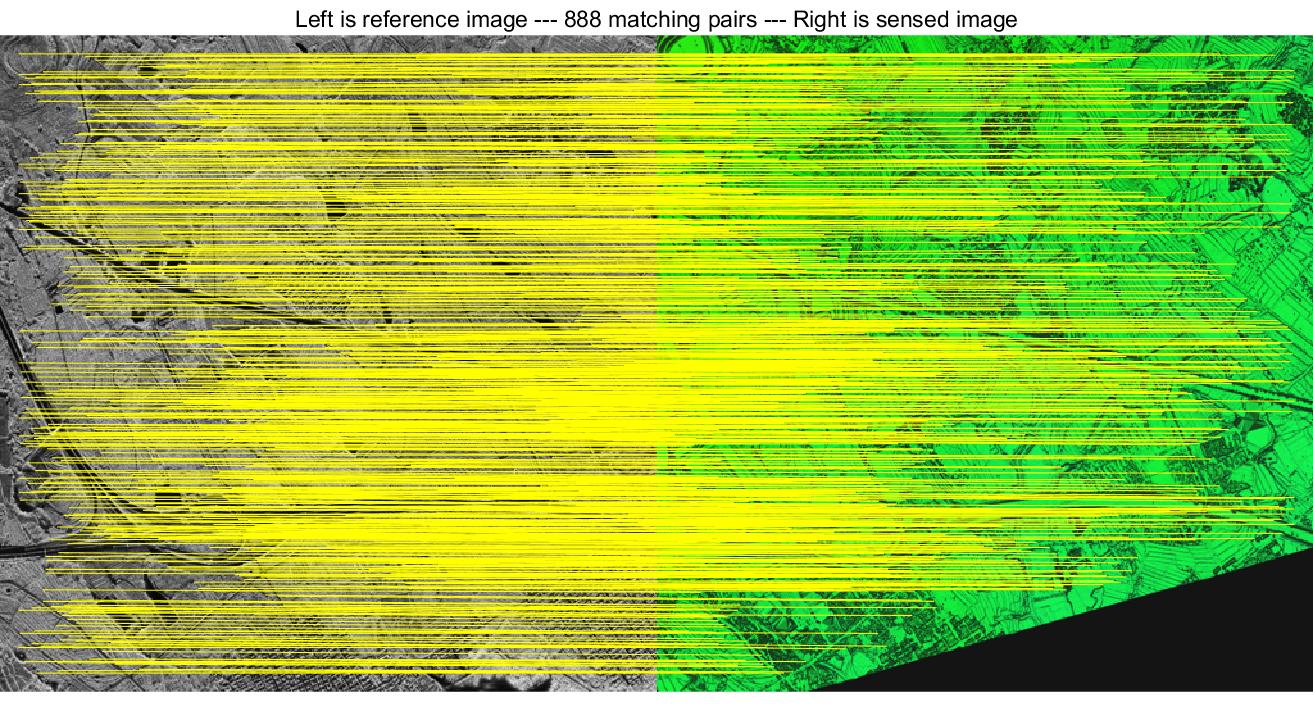 Left is reference image --- 888 matching pairs --- Right is sensed image